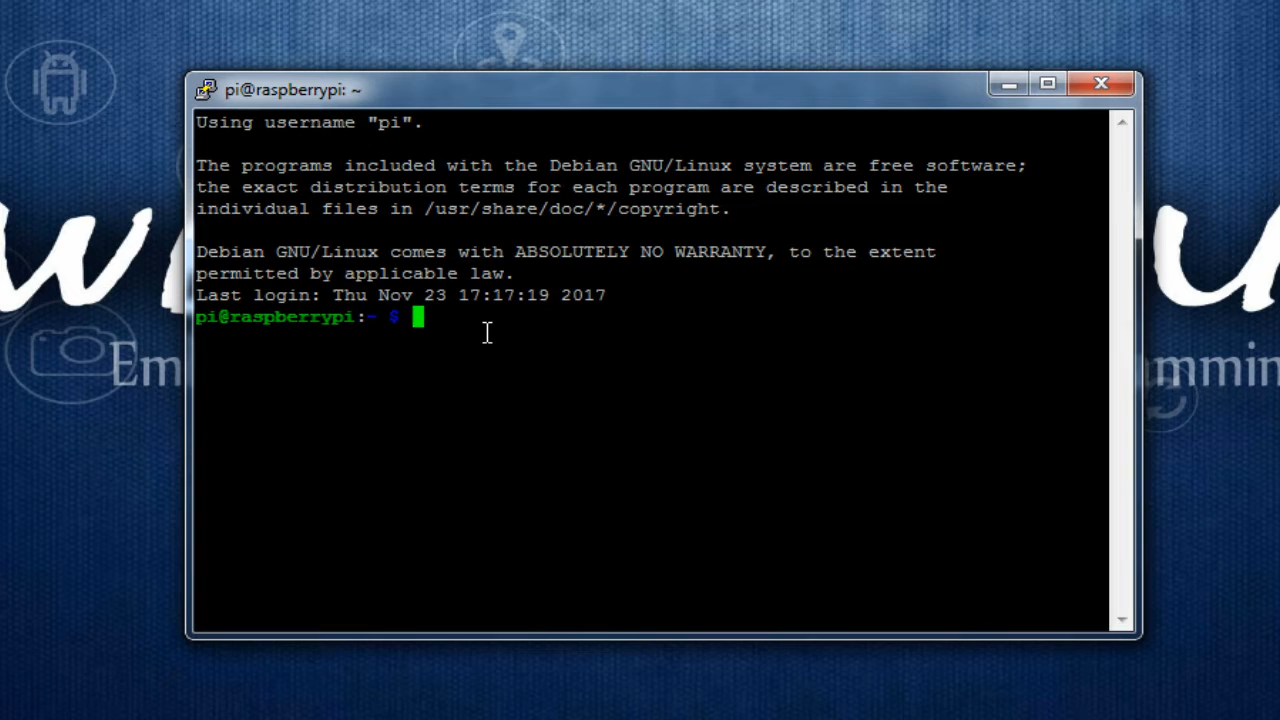 pi@raspberrypi: ~
Using username "pi".
The programs included with the Debian GNU/Linux system are free software;
the exact distribution terms for each program are described in the
individual files in /usr/share/doc/*/copyright.
Debian GNU/Linux comes with ABSOLUTELY NO WARRANTY, to the extent
permitted by applicable law.
Last login: Thu Nov 23 17:17:19 2017
pi@raspberrypi:~ $